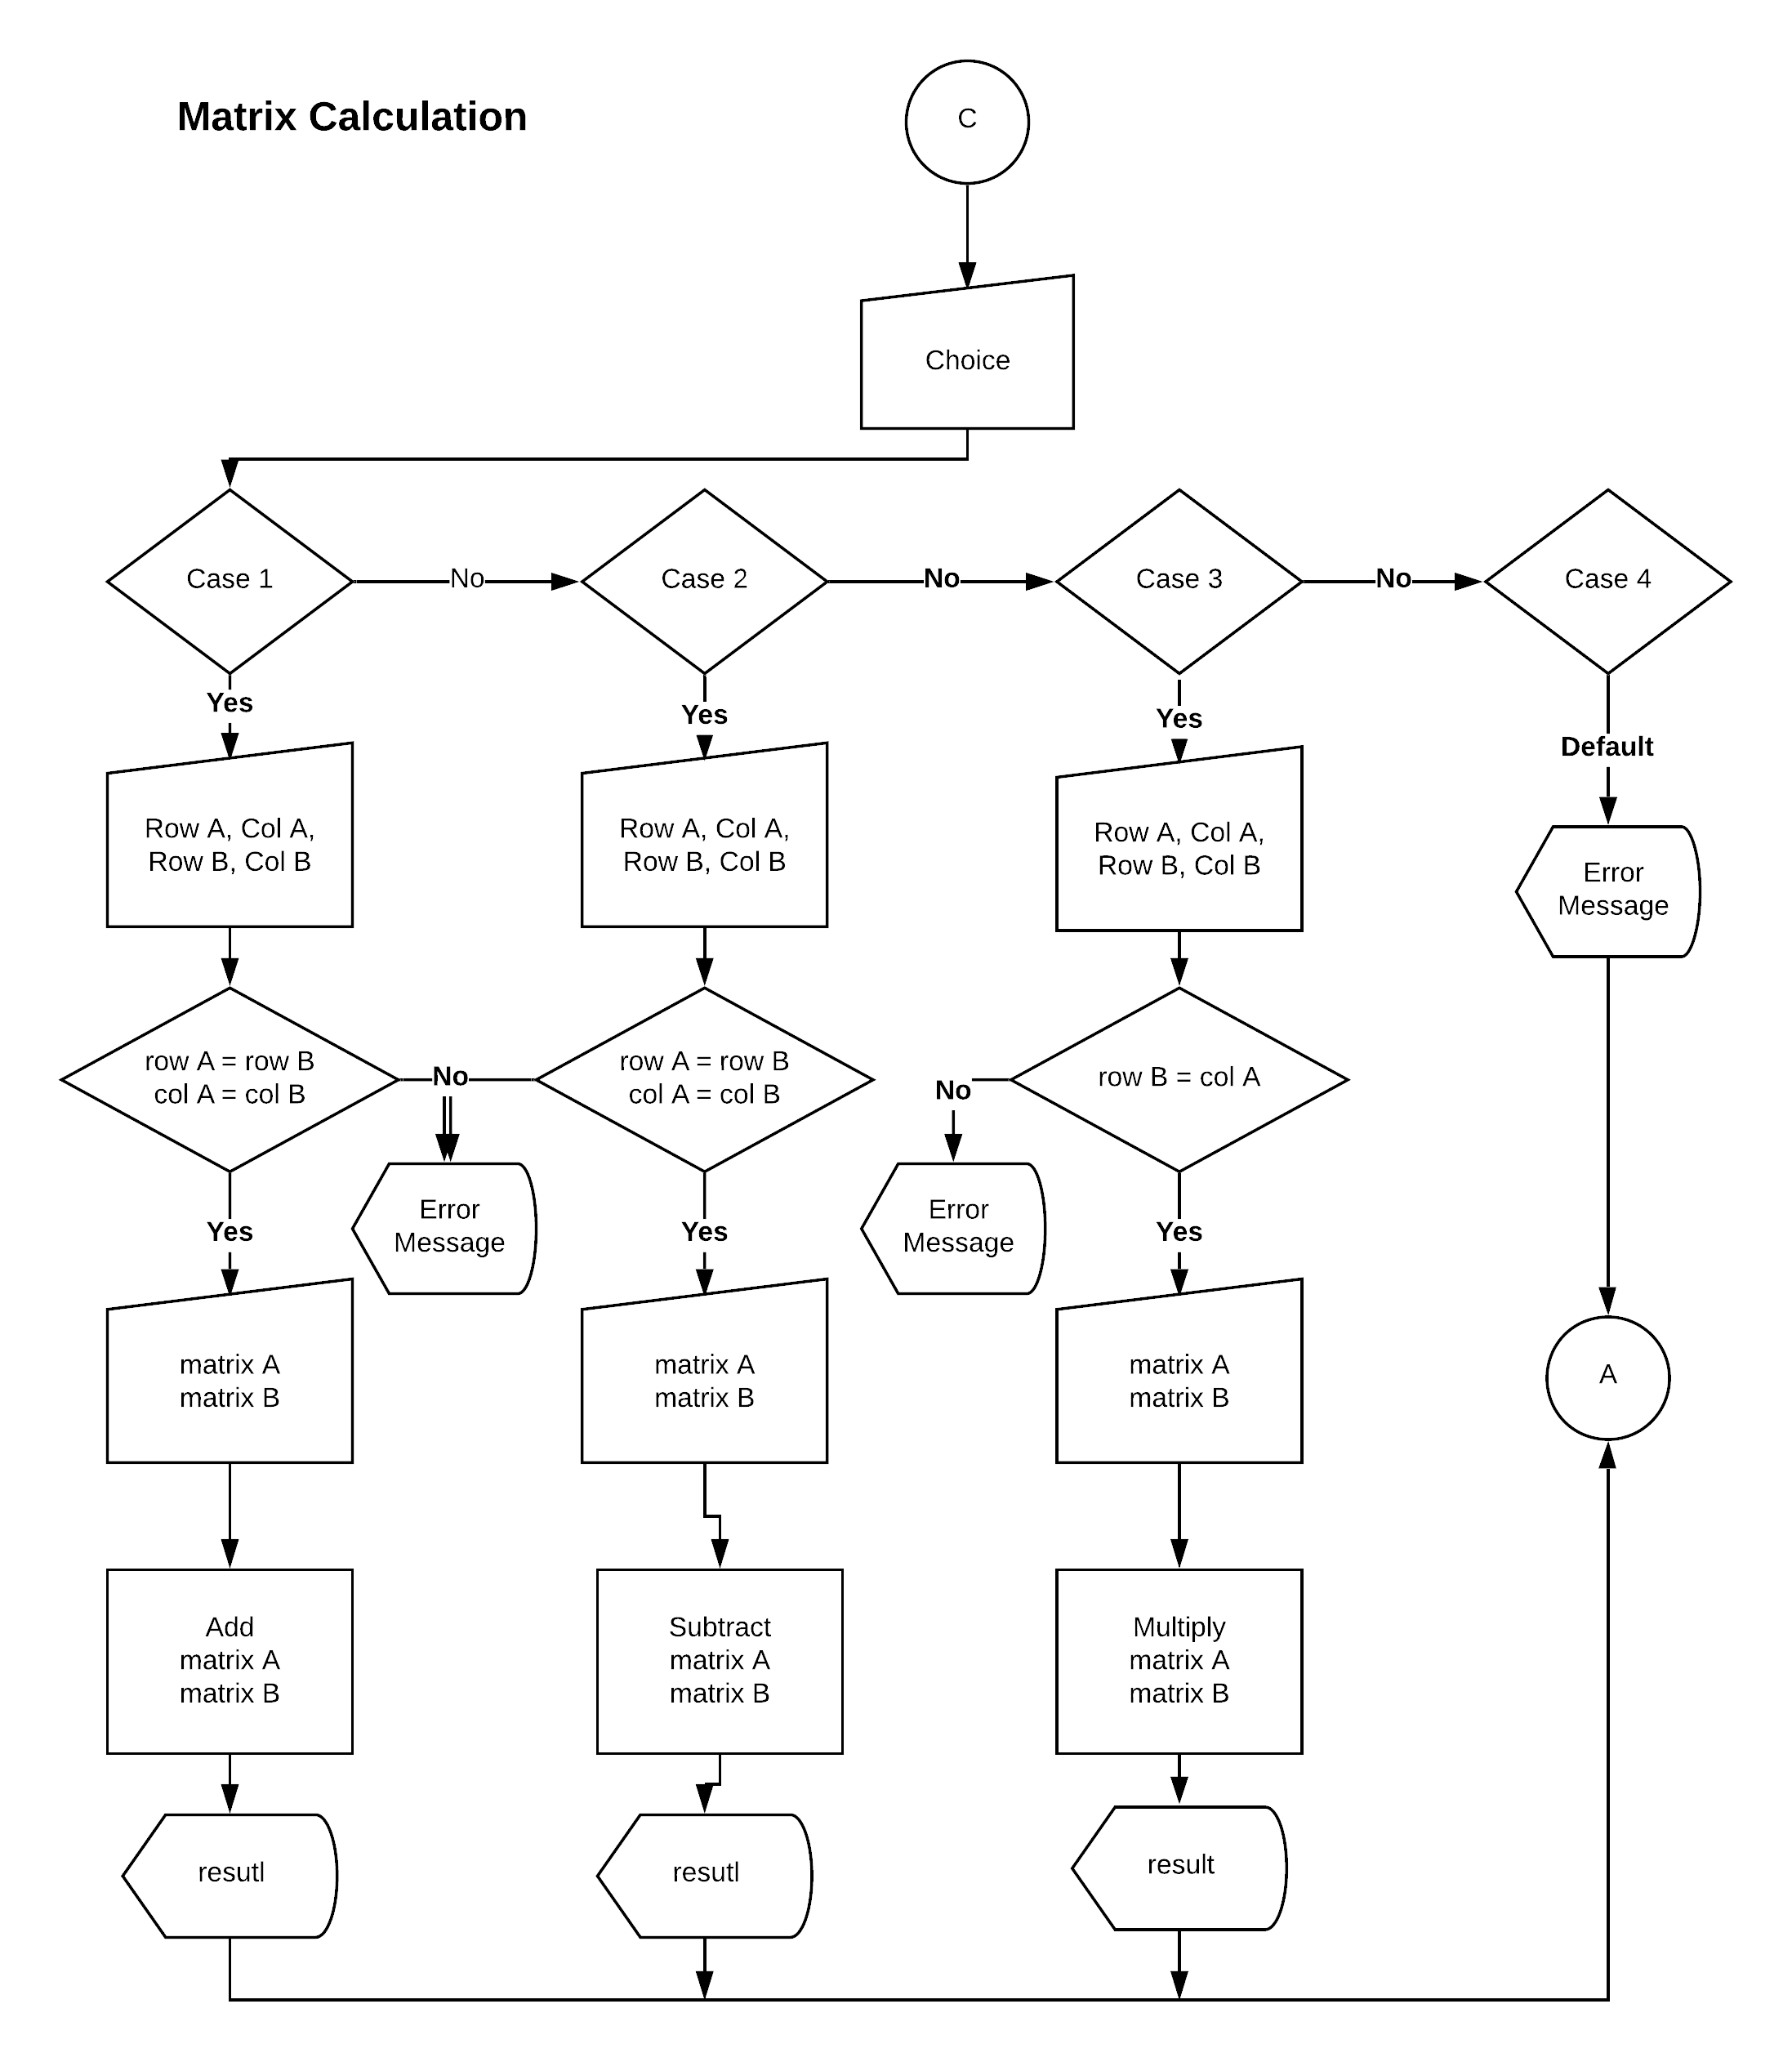 Matrix Calculation
C
Choice
Case 1
No
Case 2
No
Case 3
No
Case 4
Yes
Yes
Yes
Default
Row A, Col A,
Row B, Col B
Row A, Col A,
Row B, Col B
Row A, Col A,
Row B, Col B
Error
Message
row A = row B
col A = col B
No
row A = row B
col A = col B
No
row B = col A
Yes
Error
Message
Yes
Error
Message
Yes
matrix A
matrix B
matrix A
matrix B
matrix A
matrix B
A
Add
matrix A
matrix B
Subtract
matrix A
matrix B
Multiply
matrix A
matrix B
resutl
resutl
result